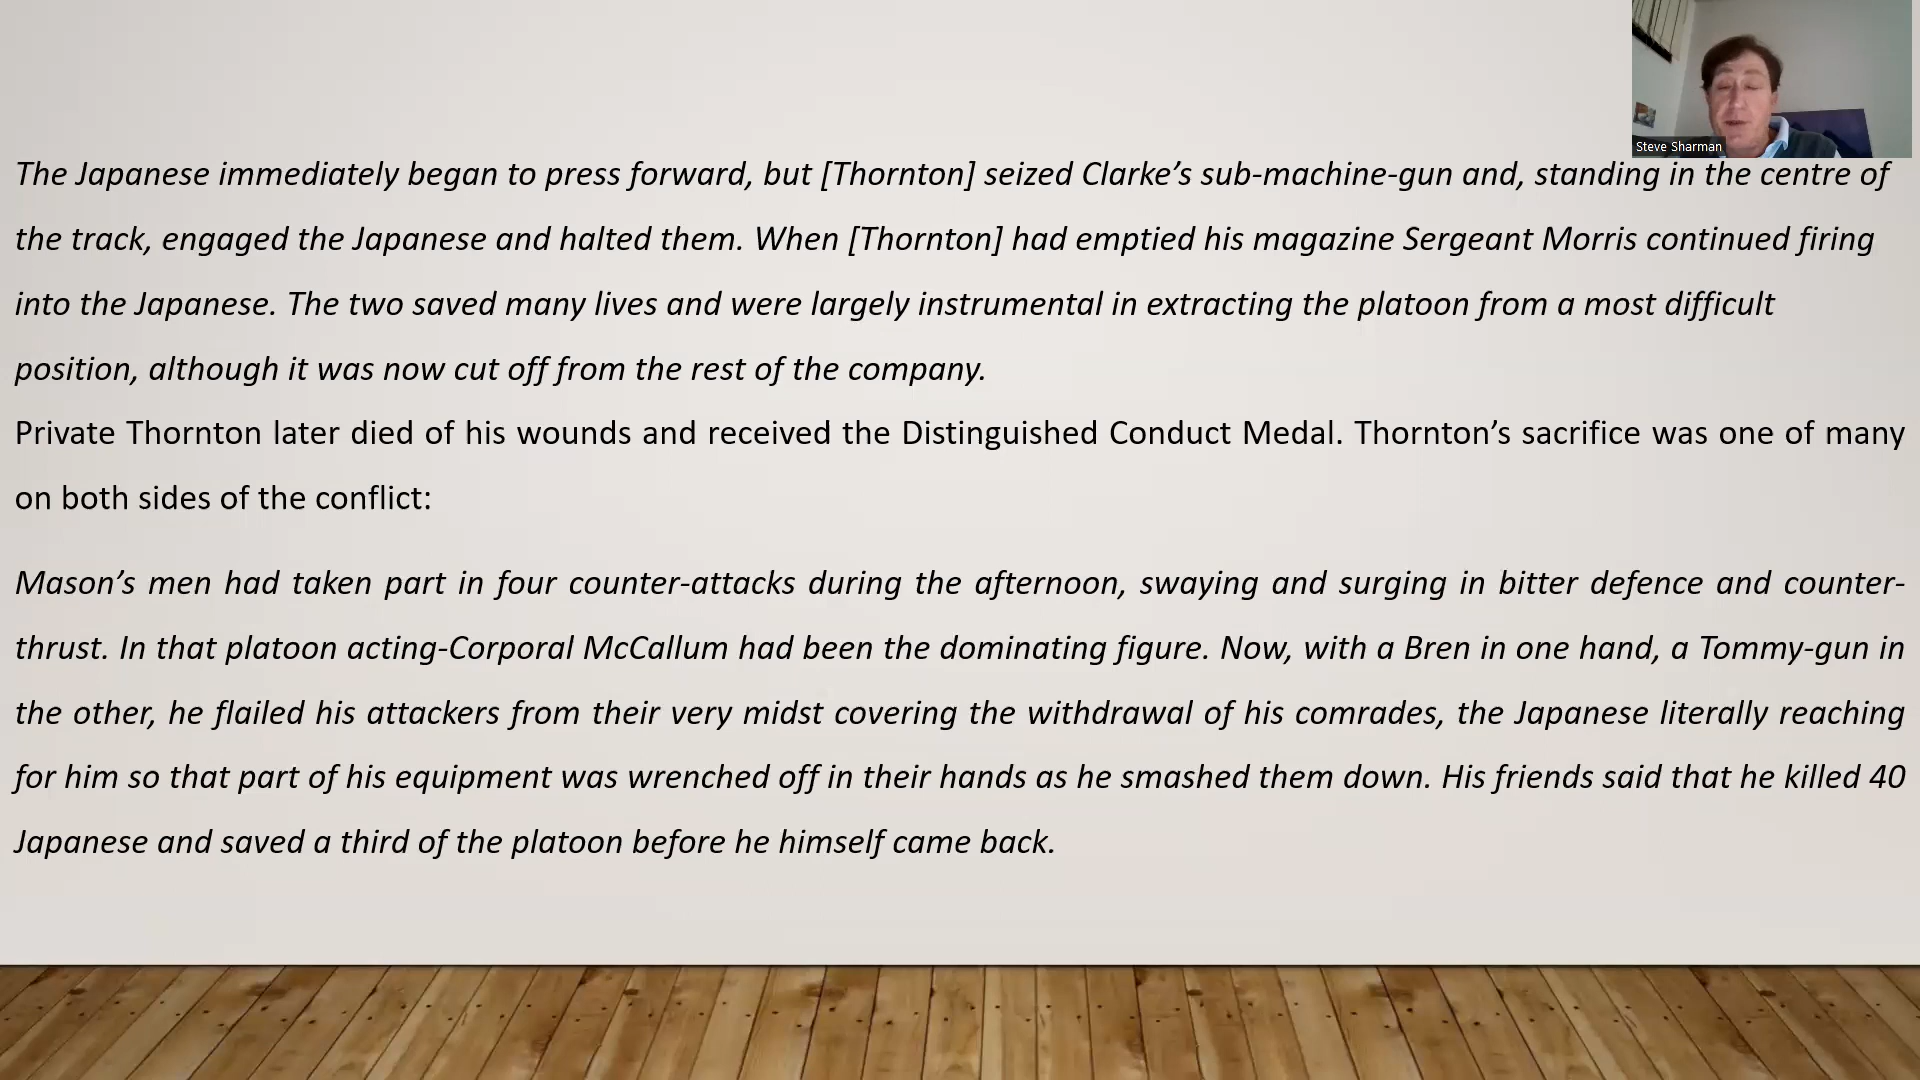 Steve Sharman
The Japanese immediately began to press forward, but [Thornton] seized Clarke’s sub-machine-gun and, standing in the centre of
the track, engaged the Japanese and halted them. When [Thornton] had emptied his magazine Sergeant Morris continued firing
into the Japanese. The two saved many lives and were largely instrumental in extracting the platoon from a most difficult
position, although it was now cut off from the rest of the company.
Private Thornton later died of his wounds and received the Distinguished Conduct Medal. Thornton’s sacrifice was one of many
on both sides of the conflict:
Mason’s men had taken part in four counter-attacks during the afternoon, swaying and surging in bitter defence and counter-
thrust. In that platoon acting-Corporal McCallum had been the dominating figure. Now, with a Bren in one hand, a Tommy-gun in
the other, he flailed his attackers from their very midst covering the withdrawal of his comrades, the Japanese literally reaching
for him so that part of his equipment was wrenched off in their hands as he smashed them down. His friends said that he killed 40
Japanese and saved a third of the platoon before he himself came back.